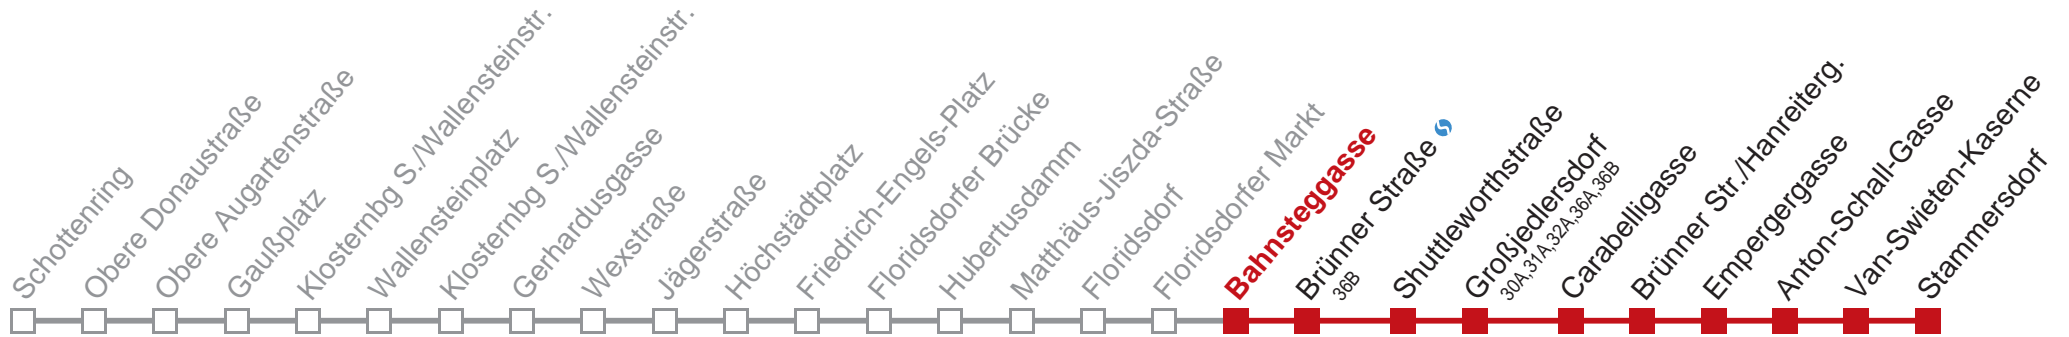 Schottenring
Obere Donaustraße
Obere Augartenstraße
Gaußplatz
Klosternbg S./Wallensteinstr.
Wallensteinplatz
Klosternbg S./Wallensteinstr.
Gerhardusgasse
Wexstraße
Jägerstraße
Höchstädtplatz
Friedrich-Engels-Platz
Floridsdorfer Brücke
Hubertusdamm
Matthäus-Jiszda-Straße
Floridsdorf
Floridsdorfer Markt
Bahnsteggasse
Brünner Straße
36B
Shuttleworthstraße
Großjedlersdorf
30A,31A,32A,36A,36B
Carabelligasse
Brünner Str./Hanreiterg.
Empergergasse
Anton-Schall-Gasse
Van-Swieten-Kaserne
Stammersdorf